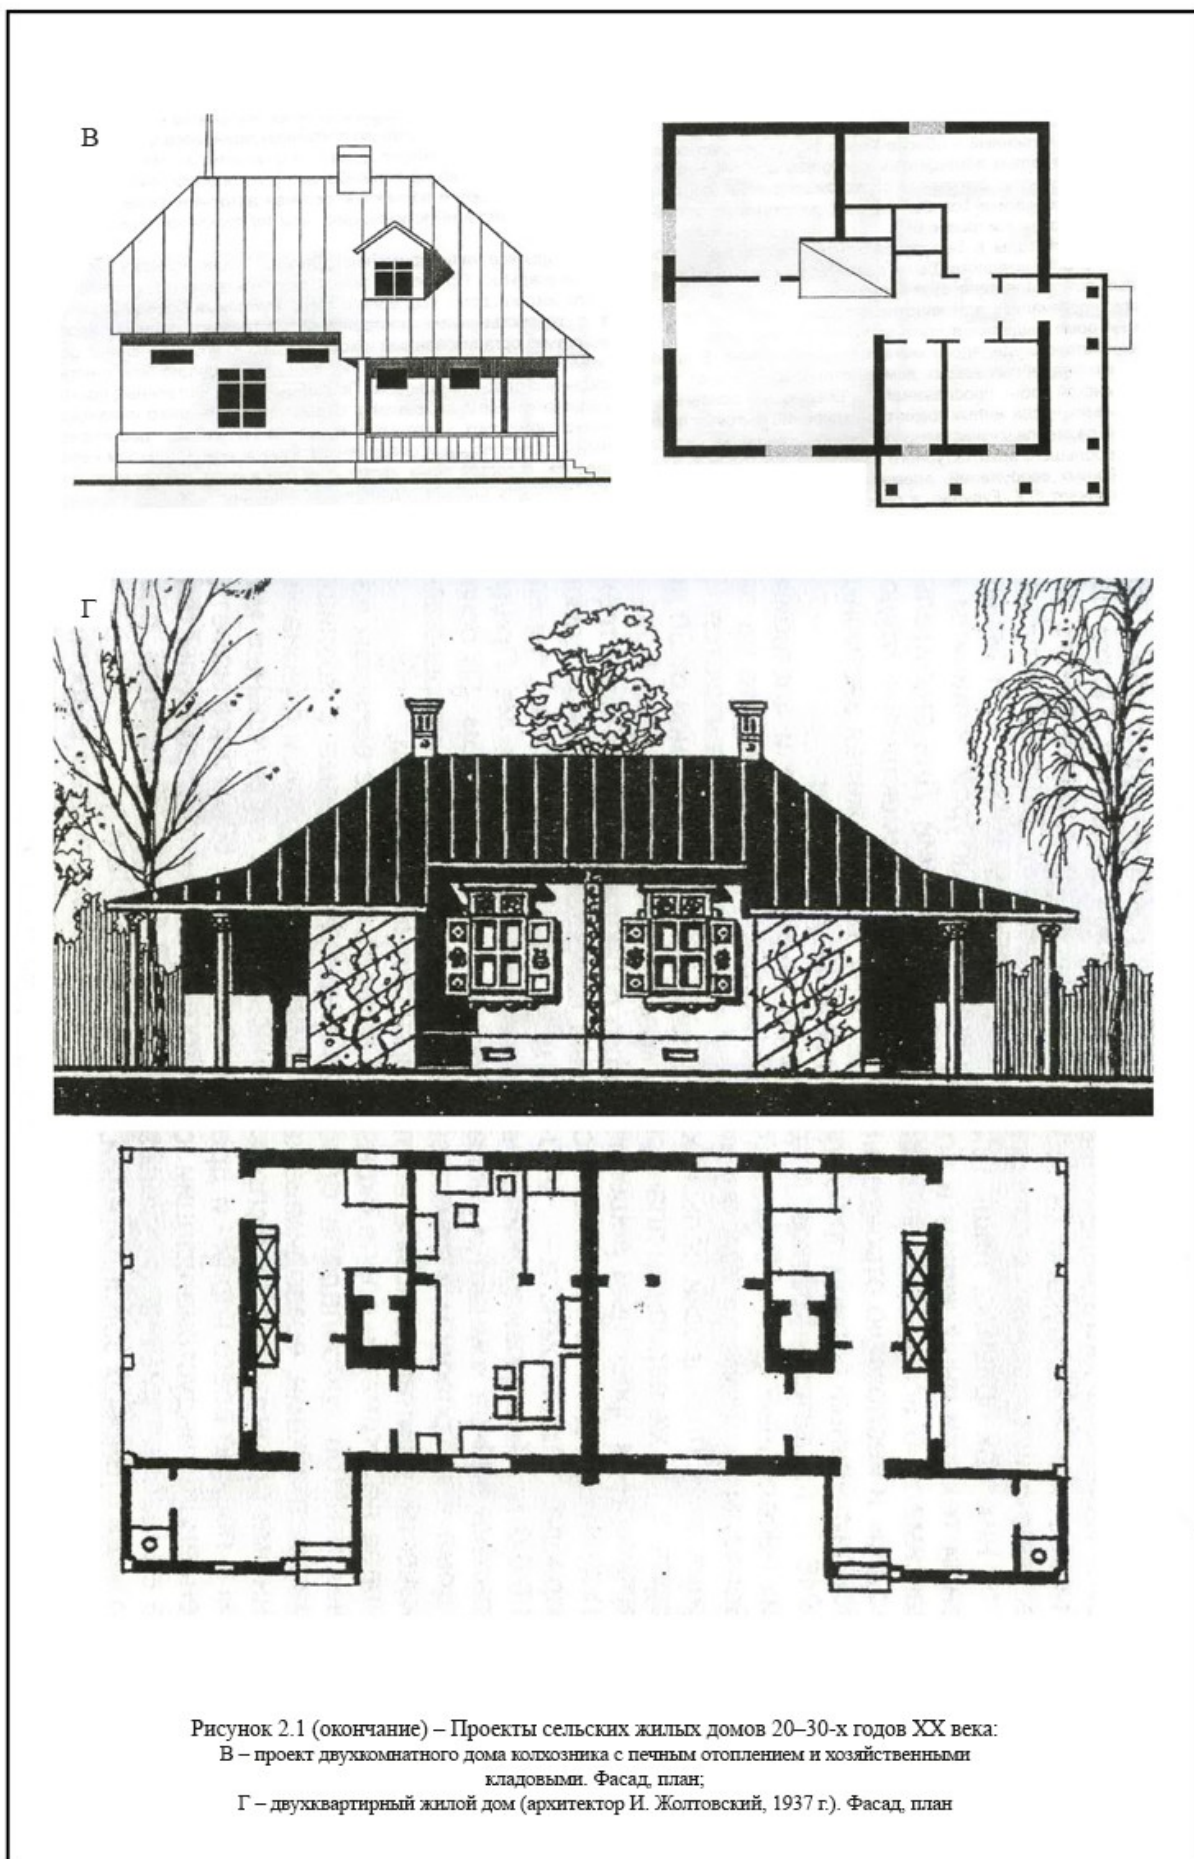 В
Г
Рисунок 2.1 (окончание) – Проекты сельских жилых домов 20–30-х годов XX века:
В – проект двухкомнатного дома колхозника с печным отоплением и хозяйственными
кладовыми. Фасад, план;
Г – двухквартирный жилой дом (архитектор И. Жолтовский, 1937 г.). Фасад, план